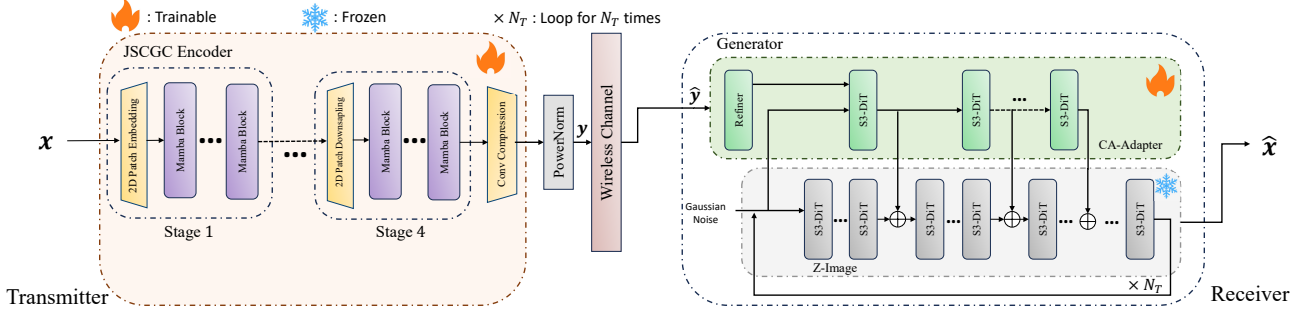 : Trainable
: Frozen
× N_T : Loop for N_T times
JSCGC Encoder
2D Patch Embedding
Mamba Block
Mamba Block
Stage 1
2D Patch Downsapling
Mamba Block
Mamba Block
Stage 4
Conv Compression
x
PowerNorm
y
Wireless Channel
ŷ
Transmitter
Generator
Refiner
S3-DiT
S3-DiT
S3-DiT
CA-Adapter
Gaussian
Noise
S3-DiT
S3-DiT
S3-DiT
S3-DiT
S3-DiT
S3-DiT
Z-Image
× N_T
x̂
Receiver